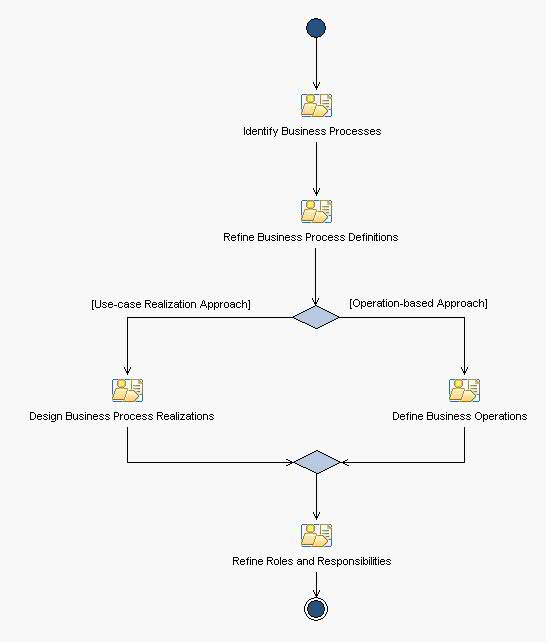 Identify Business Processes
Refine Business Process Definitions
[Use-case Realization Approach]
[Operation-based Approach]
Design Business Process Realizations
Define Business Operations
Refine Roles and Responsibilities